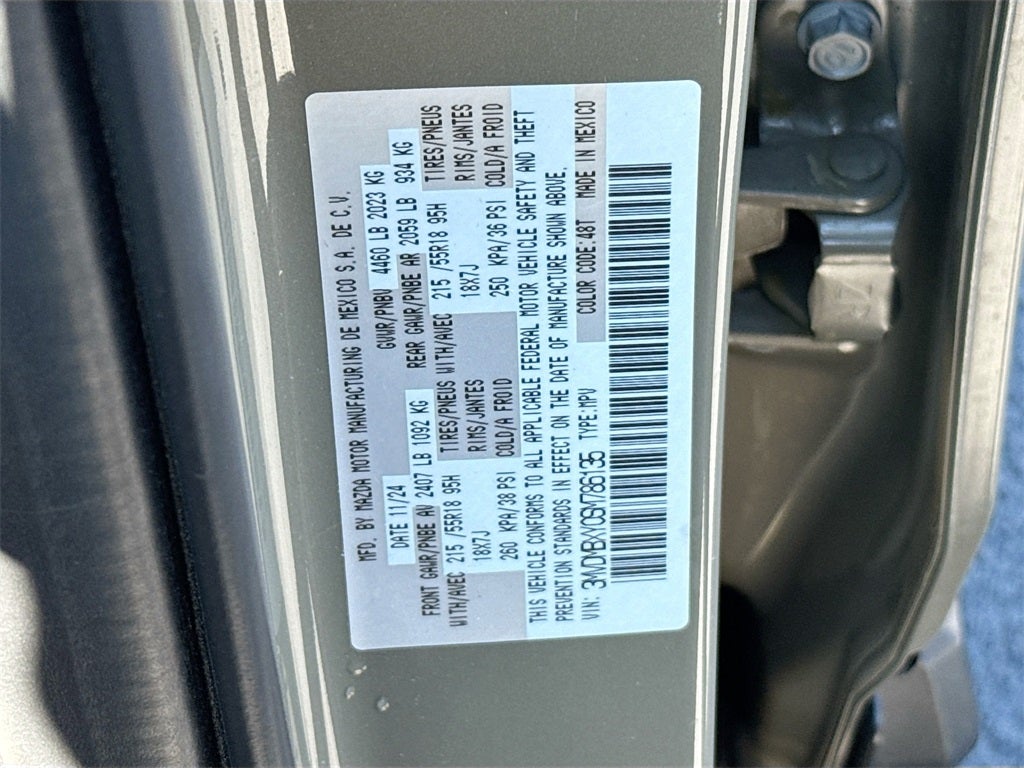 MFD. BY MAZDA MOTOR MANUFACTURING DE MEXICO S.A. DE C.V.
DATE 11/24 GVWR/PNBV 4460 LB 2023 KG
FRONT GAWR/PNBE AV 2407 LB 1092 KG REAR GAWR/PNBE AR 2059 LB 934 KG
WITH/AVEC 215 /55R18 95H TIRES/PNEUS WITH/AVEC 215 /55R18 95H TIRES/PNEUS
18X7J RIMS/JANTES 18X7J RIMS/JANTES
260 KPA/38 PSI COLD/A FROID 250 KPA/36 PSI COLD/A FROID
THIS VEHICLE CONFORMS TO ALL APPLICABLE FEDERAL MOTOR VEHICLE SAFETY AND THEFT
PREVENTION STANDARDS IN EFFECT ON THE DATE OF MANUFACTURE SHOWN ABOVE.
VIN: TYPE:MPV COLOR CODE:48T MADE IN MEXICO